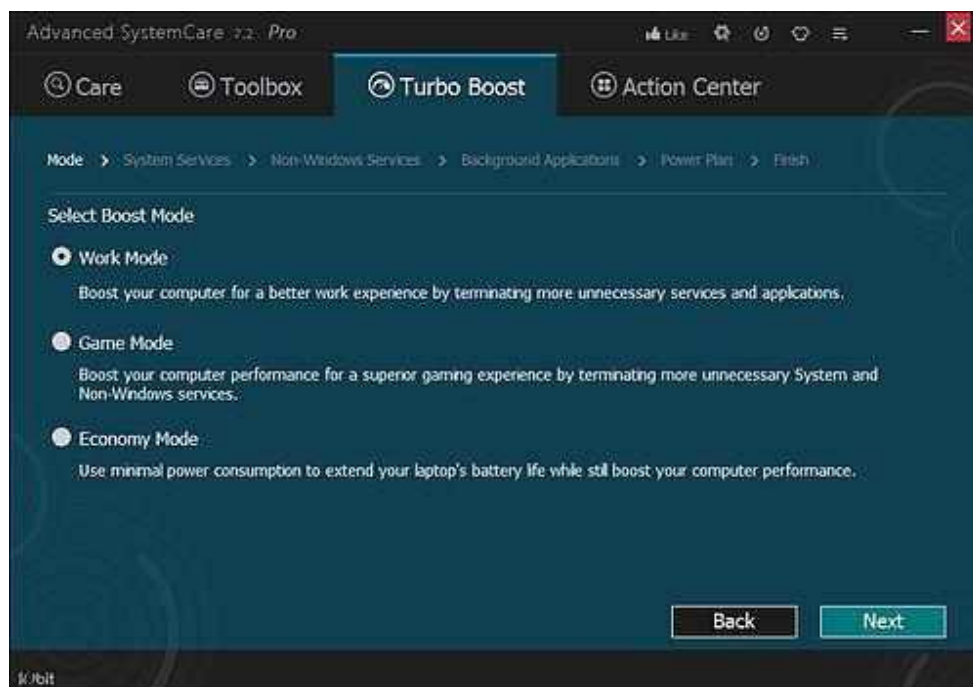 Advanced SystemCare 7.2 Pro
Like
Care
Toolbox
Turbo Boost
Action Center
Mode > System Services > Non-Windows Services > Background Applications > Power Plan > Finish
Select Boost Mode
Work Mode
Boost your computer for a better work experience by terminating more unnecessary services and applications.
Game Mode
Boost your computer performance for a superior gaming experience by terminating more unnecessary System and
Non-Windows services.
Economy Mode
Use minimal power consumption to extend your laptop's battery life while still boost your computer performance.
Back
Next
IObit